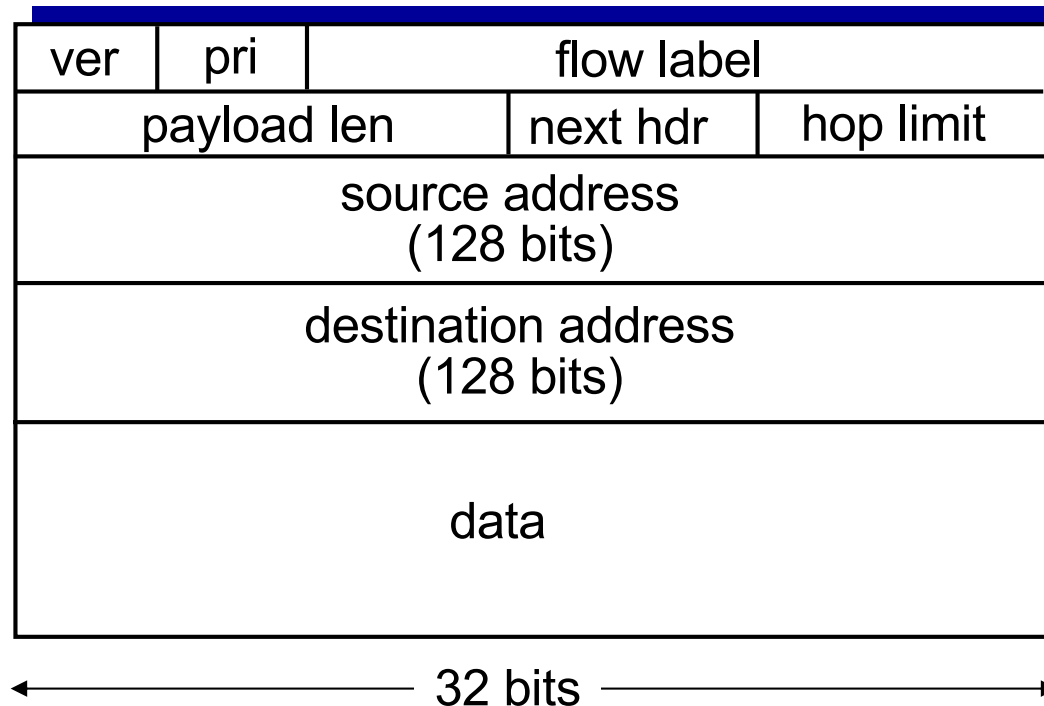 ver pri flow label
payload len next hdr hop limit
source address
(128 bits)
destination address
(128 bits)
data
32 bits